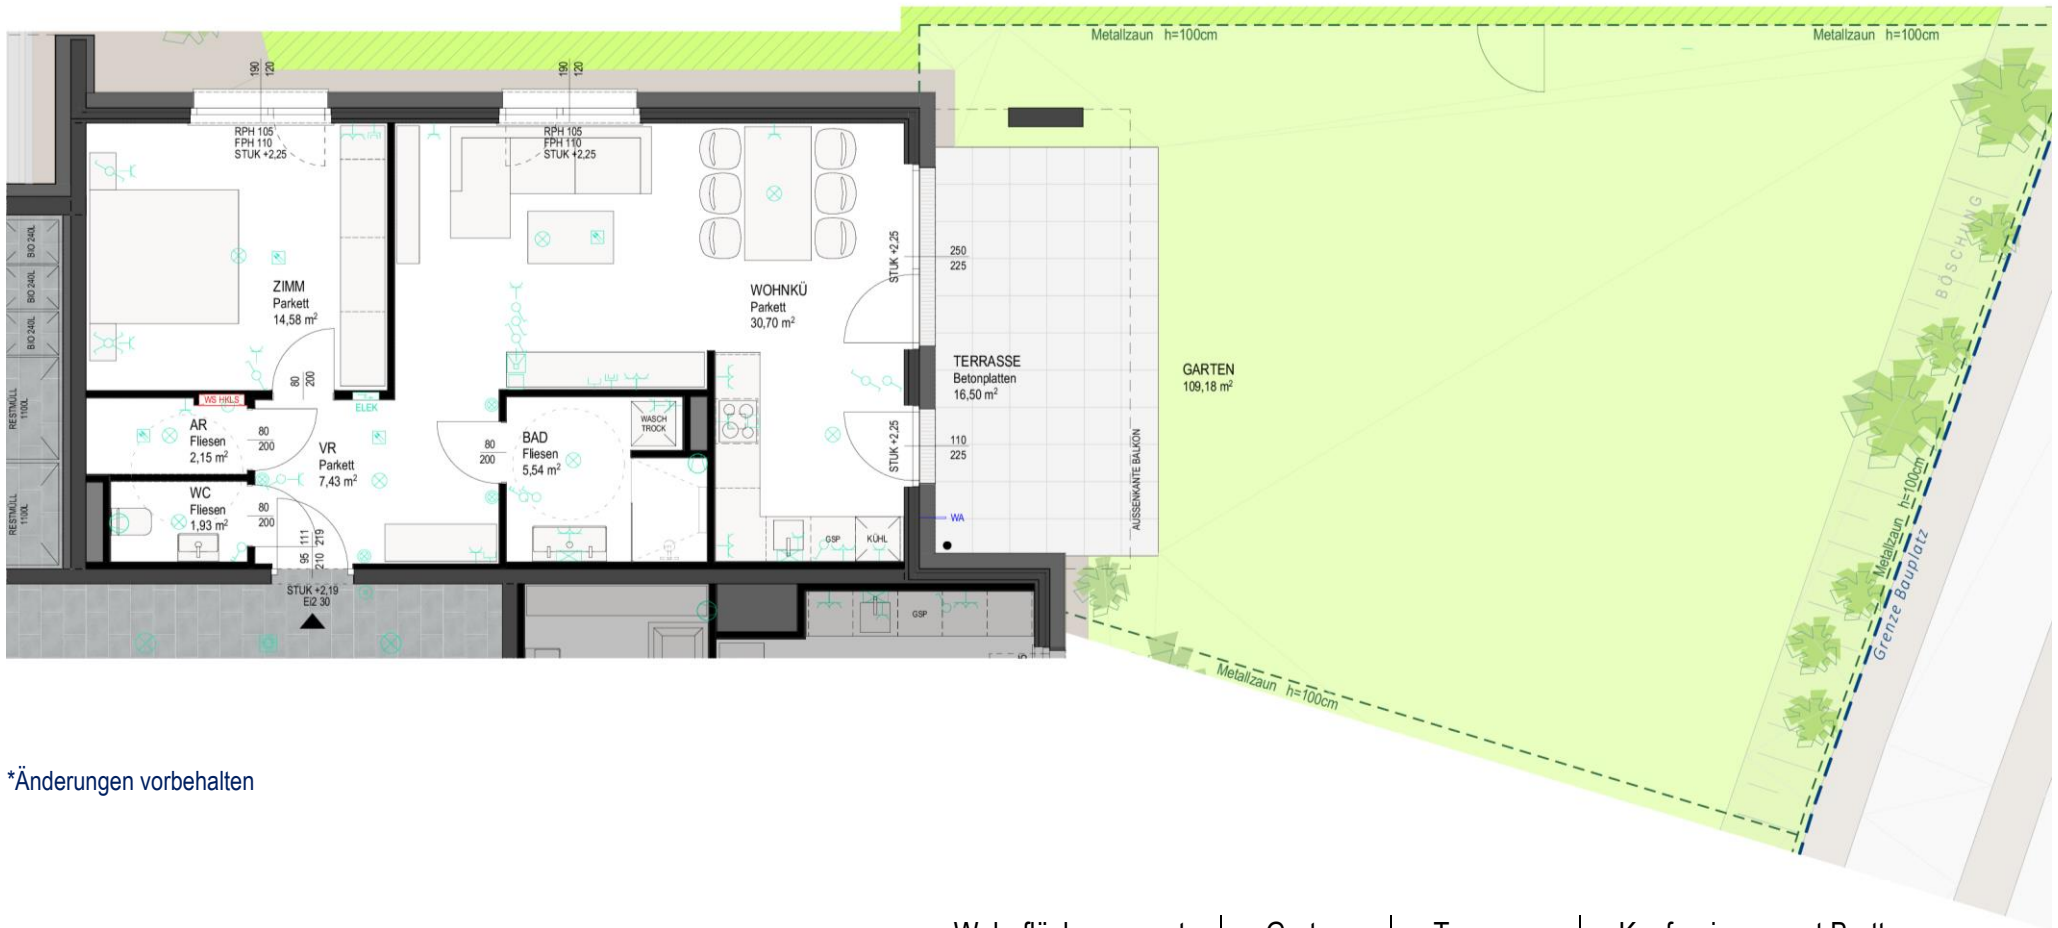 Metallzaun h=100cm
Metallzaun h=100cm
190
120
190
120
RPH 105
FPH 110
STUK +2,25
RPH 105
FPH 110
STUK +2,25
BIO 240L
BIO 240L
BIO 240L
RESTMÜLL
1100L
RESTMÜLL
1100L
ZIMM
Parkett
14,58 m²
WOHNKÜ
Parkett
30,70 m²
STUK +2,25
250
225
BÖSCHUNG
TERRASSE
Betonplatten
16,50 m²
GARTEN
109,18 m²
80
200
WS HKLS
ELEK
AR
Fliesen
2,15 m²
80
200
VR
Parkett
7,43 m²
80
200
BAD
Fliesen
5,54 m²
WASCH
TROCK
STUK +2,25
110
225
AUSSENKANTE BALKON
WC
Fliesen
1,93 m²
80
200
95 111
210 219
GSP
KÜHL
WA
STUK +2,19
EI2 30
GSP
Metallzaun h=100cm
Grenze Bauplatz
Metallzaun h=100cm
*Änderungen vorbehalten